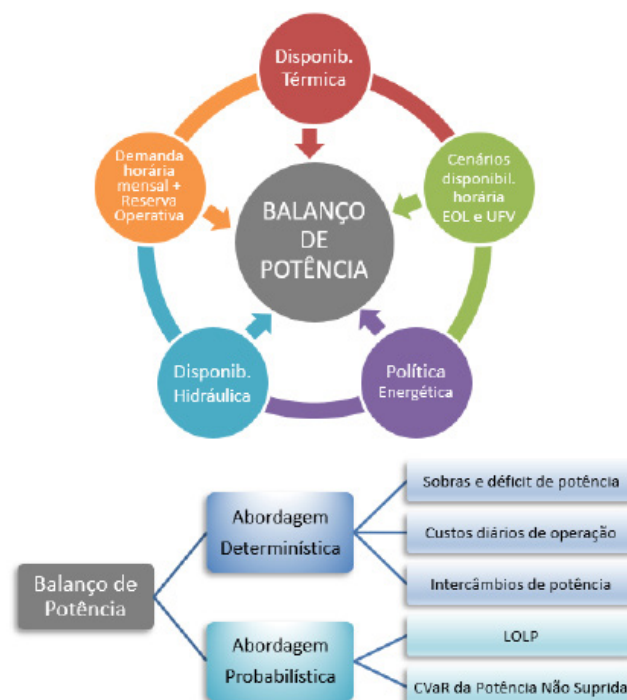 Disponib.
Térmica
Demanda
horária
mensal +
Reserva
Operativa
Cenários
disponibil.
horária
EOL e UFV
BALANÇO
DE
POTÊNCIA
Disponib.
Hidráulica
Política
Energética
Balanço de
Potência
Abordagem
Determinística
Sobras e déficit de potência
Custos diários de operação
Intercâmbios de potência
Abordagem
Probabilística
LOLP
CVaR da Potência Não Suprida